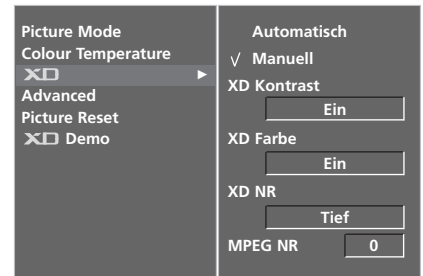 Picture Mode
Colour Temperature
XD
Advanced
Picture Reset
XD Demo
Automatisch
√ Manuell
XD Kontrast
Ein
XD Farbe
Ein
XD NR
Tief
MPEG NR 0